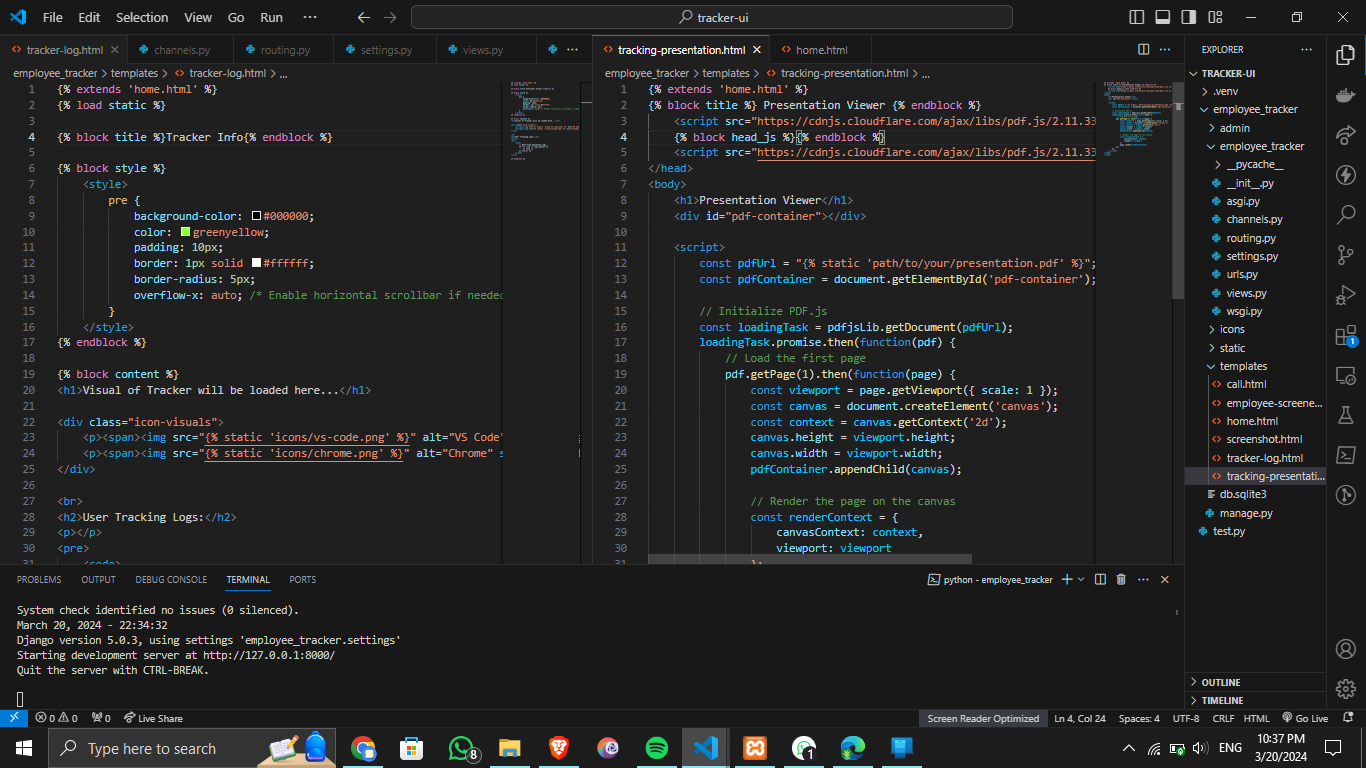 File Edit Selection View Go Run ··· tracker-ui
tracker-log.html channels.py routing.py settings.py views.py ···
employee_tracker > templates > tracker-log.html > ...
1 {% extends 'home.html' %}
2 {% load static %}
3
4 {% block title %}Tracker Info{% endblock %}
5
6 {% block style %}
7 <style>
8 pre {
9 background-color: #000000;
10 color: greenyellow;
11 padding: 10px;
12 border: 1px solid #ffffff;
13 border-radius: 5px;
14 overflow-x: auto; /* Enable horizontal scrollbar if needed
15 }
16 </style>
17 {% endblock %}
18
19 {% block content %}
20 <h1>Visual of Tracker will be loaded here...</h1>
21
22 <div class="icon-visuals">
23 <p><span><img src="{% static 'icons/vs-code.png' %}" alt="VS Code"
24 <p><span><img src="{% static 'icons/chrome.png' %}" alt="Chrome" s
25 </div>
26
27 <br>
28 <h2>User Tracking Logs:</h2>
29 <p></p>
30 <pre>
31 <code>
tracking-presentation.html home.html ···
employee_tracker > templates > tracking-presentation.html > ...
1 {% extends 'home.html' %}
2 {% block title %} Presentation Viewer {% endblock %}
3 <script src="https://cdnjs.cloudflare.com/ajax/libs/pdf.js/2.11.33
4 {% block head_js %}{% endblock %}
5 <script src="https://cdnjs.cloudflare.com/ajax/libs/pdf.js/2.11.33
6 </head>
7 <body>
8 <h1>Presentation Viewer</h1>
9 <div id="pdf-container"></div>
10
11 <script>
12 const pdfUrl = "{% static 'path/to/your/presentation.pdf' %}";
13 const pdfContainer = document.getElementById('pdf-container');
14
15 // Initialize PDF.js
16 const loadingTask = pdfjsLib.getDocument(pdfUrl);
17 loadingTask.promise.then(function(pdf) {
18 // Load the first page
19 pdf.getPage(1).then(function(page) {
20 const viewport = page.getViewport({ scale: 1 });
21 const canvas = document.createElement('canvas');
22 const context = canvas.getContext('2d');
23 canvas.height = viewport.height;
24 canvas.width = viewport.width;
25 pdfContainer.appendChild(canvas);
26
27 // Render the page on the canvas
28 const renderContext = {
29 canvasContext: context,
30 viewport: viewport
31 };
EXPLORER ···
TRACKER-UI
.venv
employee_tracker
admin
employee_tracker
__pycache__
__init__.py
asgi.py
channels.py
routing.py
settings.py
urls.py
views.py
wsgi.py
icons
static
templates
call.html
employee-screene...
home.html
screenshot.html
tracker-log.html
tracking-presentati...
db.sqlite3
manage.py
test.py
OUTLINE
TIMELINE
1
PROBLEMS OUTPUT DEBUG CONSOLE TERMINAL PORTS python - employee_tracker ···
System check identified no issues (0 silenced).
March 20, 2024 - 22:34:32
Django version 5.0.3, using settings 'employee_tracker.settings'
Starting development server at http://127.0.0.1:8000/
Quit the server with CTRL-BREAK.
0 0 0 Live Share Screen Reader Optimized Ln 4, Col 24 Spaces: 4 UTF-8 CRLF HTML Go Live
Type here to search 8 1 ENG 10:37 PM
3/20/2024